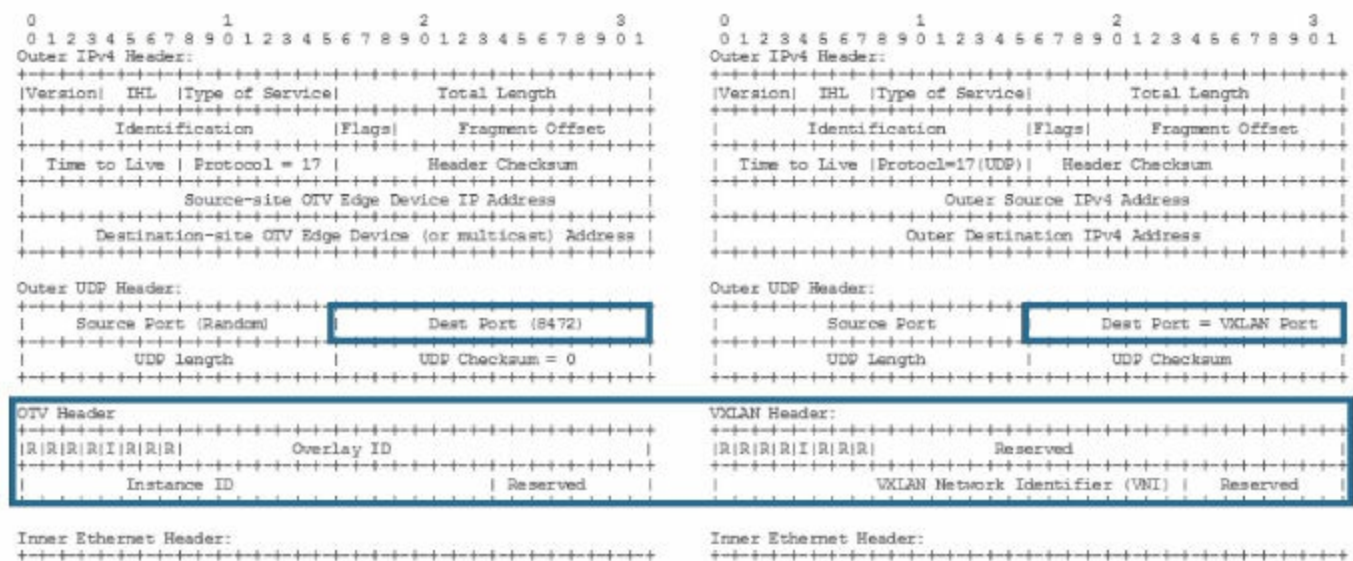 0 1 2 3
0 1 2 3 4 5 6 7 8 9 0 1 2 3 4 5 6 7 8 9 0 1 2 3 4 5 6 7 8 9 0 1
Outer IPv4 Header:
|Version| IHL |Type of Service| Total Length |
| Identification |Flags| Fragment Offset |
| Time to Live | Protocol = 17 | Header Checksum |
| Source-site OTV Edge Device IP Address |
| Destination-site OTV Edge Device (or multicast) Address |
Outer UDP Header:
| Source Port (Random) | Dest Port (8472) |
| UDP length | UDP Checksum = 0 |
OTV Header
|R|R|R|R|I|R|R|R| Overlay ID |
| Instance ID | Reserved |
Inner Ethernet Header:
0 1 2 3
0 1 2 3 4 5 6 7 8 9 0 1 2 3 4 5 6 7 8 9 0 1 2 3 4 5 6 7 8 9 0 1
Outer IPv4 Header:
|Version| IHL |Type of Service| Total Length |
| Identification |Flags| Fragment Offset |
| Time to Live |Protocl=17(UDP)| Header Checksum |
| Outer Source IPv4 Address |
| Outer Destination IPv4 Address |
Outer UDP Header:
| Source Port | Dest Port = VXLAN Port |
| UDP Length | UDP Checksum |
VXLAN Header:
|R|R|R|R|I|R|R|R| Reserved |
| VXLAN Network Identifier (VNI) | Reserved |
Inner Ethernet Header: